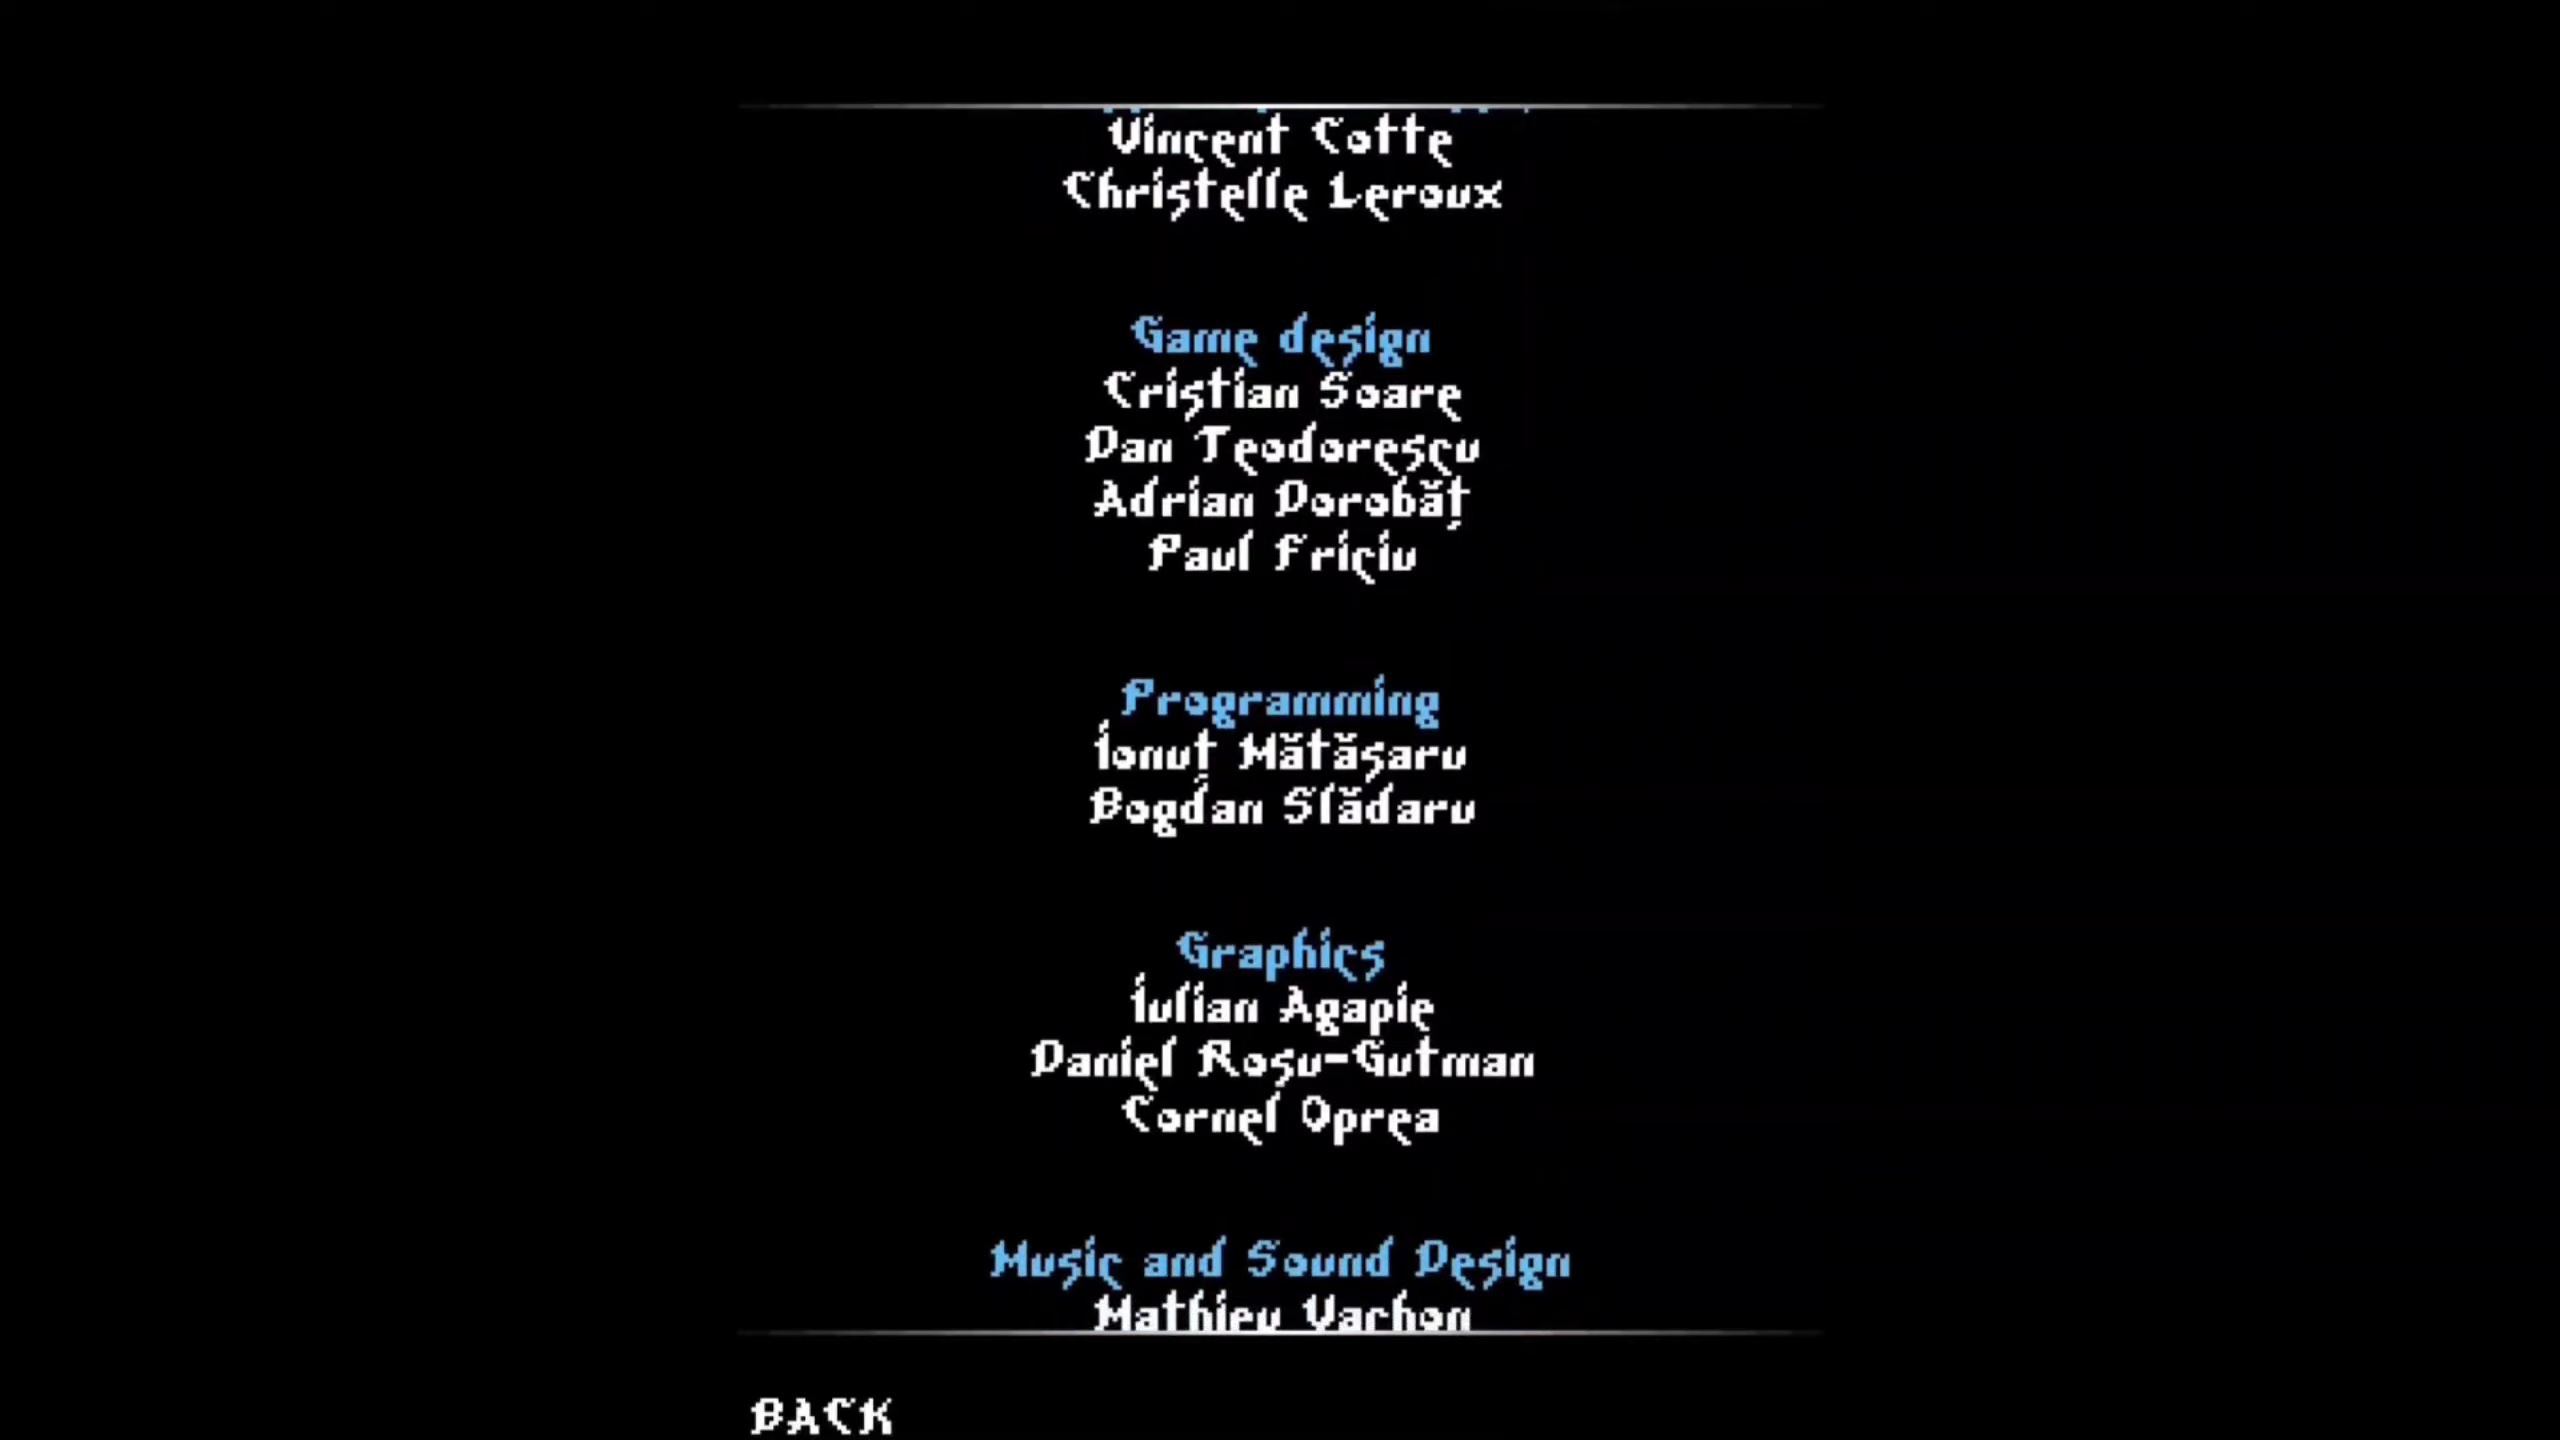 Vincent Cotte
Christelle Leroux
Game design
Cristian Soare
Dan Teodorescu
Adrian Dorobăț
Paul Friciu
Programming
Ionuț Mătăsaru
Bogdan Slădaru
Graphics
Iulian Agapie
Daniel Roșu-Gutman
Cornel Oprea
Music and Sound Design
Mathieu Vachon
BACK